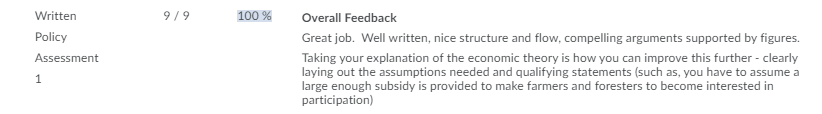 Written 9 / 9 100 % Overall Feedback
Policy Great job. Well written, nice structure and flow, compelling arguments supported by figures.
Assessment Taking your explanation of the economic theory is how you can improve this further - clearly
1 laying out the assumptions needed and qualifying statements (such as, you have to assume a
large enough subsidy is provided to make farmers and foresters to become interested in
participation)